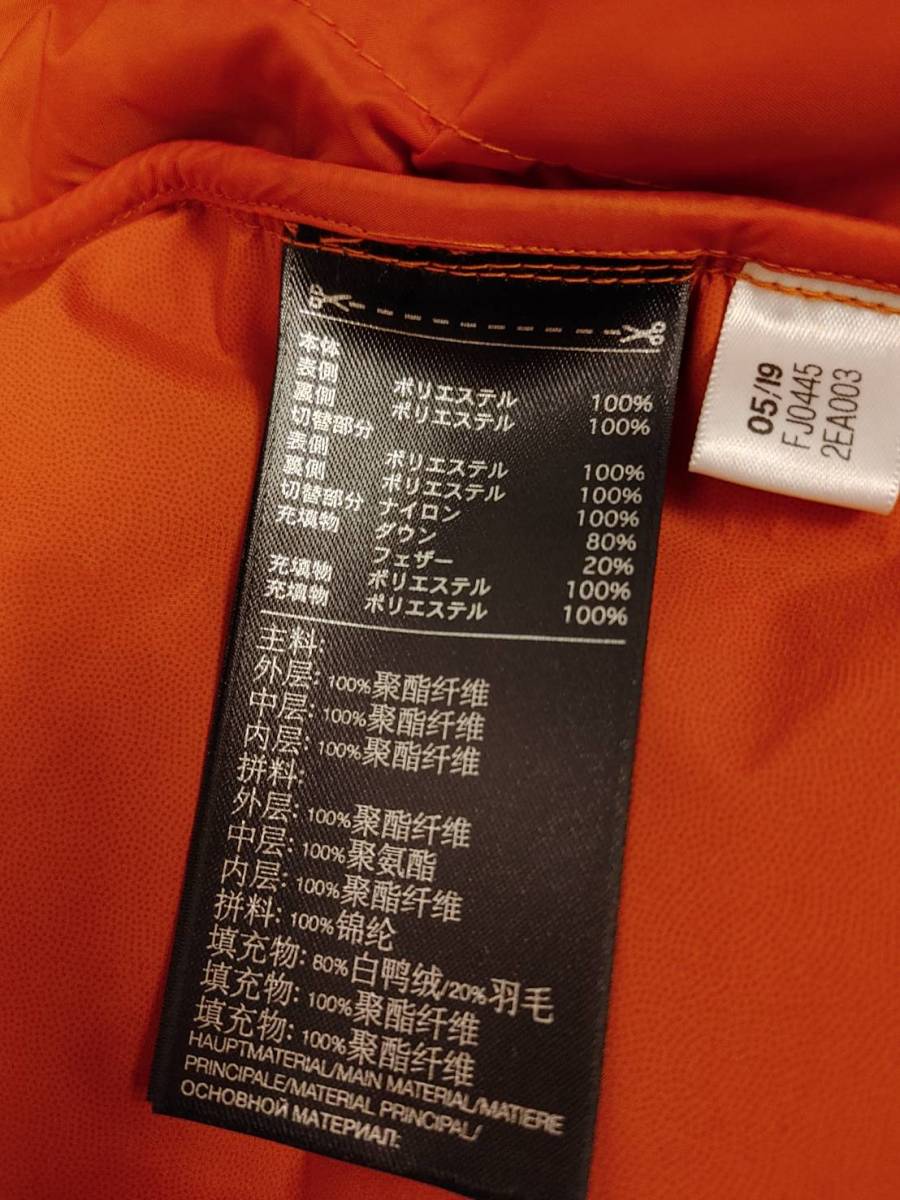 本体
表側 ポリエステル 100%
裏側 ポリエステル 100%
切替部分
表側 ポリエステル 100%
裏側 ポリエステル 100%
切替部分 ナイロン 100%
充填物 ダウン 80%
フェザー 20%
充填物 ポリエステル 100%
充填物 ポリエステル 100%
主料:
外层: 100%聚酯纤维
中层: 100%聚酯纤维
内层: 100%聚酯纤维
拼料:
外层: 100%聚酯纤维
中层: 100%聚氨酯
内层: 100%聚酯纤维
拼料: 100%锦纶
填充物: 80%白鸭绒/20%羽毛
填充物: 100%聚酯纤维
填充物: 100%聚酯纤维
HAUPTMATERIAL/MAIN MATERIAL/MATIERE
PRINCIPALE/MATERIAL PRINCIPAL/
ОСНОВНОЙ МАТЕРИАЛ:
05/19
FJ0445
2EA003